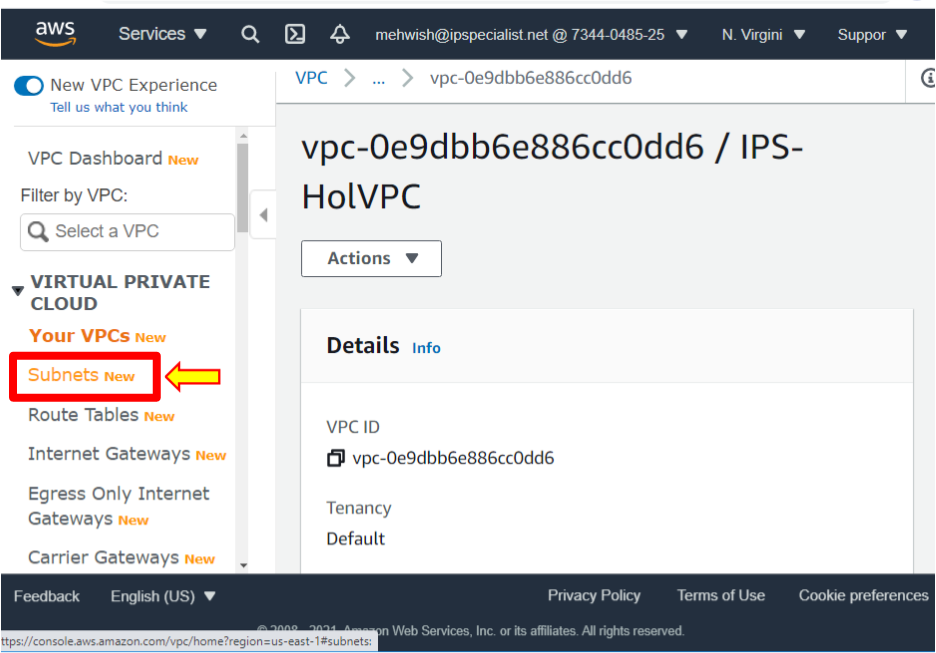 aws Services mehwish@ipspecialist.net @ 7344-0485-25 N. Virgini Suppor
New VPC Experience
Tell us what you think
VPC Dashboard New
Filter by VPC:
Select a VPC
VIRTUAL PRIVATE
CLOUD
Your VPCs New
Subnets New
Route Tables New
Internet Gateways New
Egress Only Internet
Gateways New
Carrier Gateways New
VPC > ... > vpc-0e9dbb6e886cc0dd6
vpc-0e9dbb6e886cc0dd6 / IPS-
HolVPC
Actions
Details Info
VPC ID
vpc-0e9dbb6e886cc0dd6
Tenancy
Default
Feedback English (US) Privacy Policy Terms of Use Cookie preferences
© 2008 - 2021, Amazon Web Services, Inc. or its affiliates. All rights reserved.
ttps://console.aws.amazon.com/vpc/home?region=us-east-1#subnets: